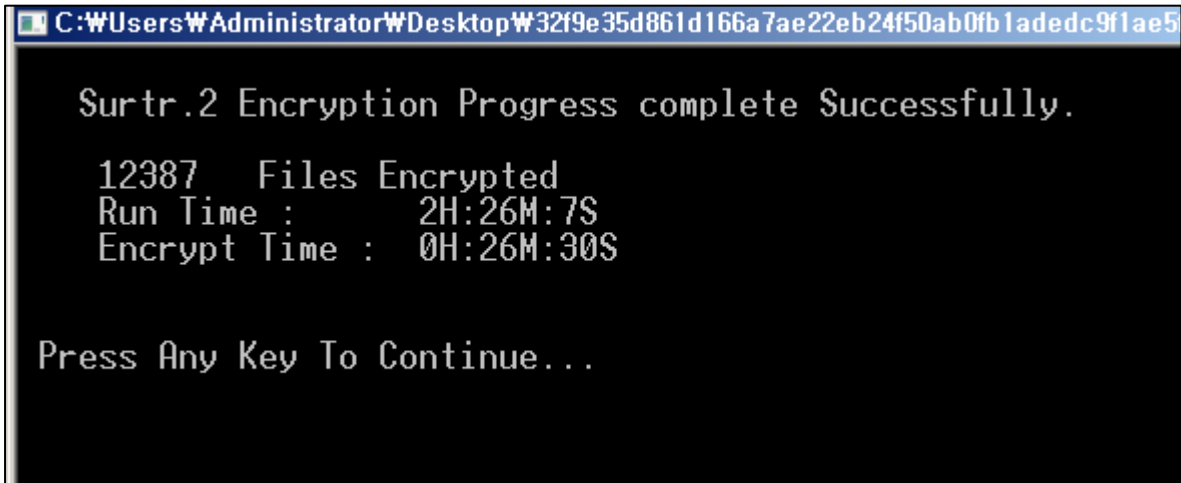 C:₩Users₩Administrator₩Desktop₩32f9e35d861d166a7ae22eb24f50ab0fb1adedc9f1ae5
Surtr.2 Encryption Progress complete Successfully.
12387 Files Encrypted
Run Time : 2H:26M:7S
Encrypt Time : 0H:26M:30S
Press Any Key To Continue...